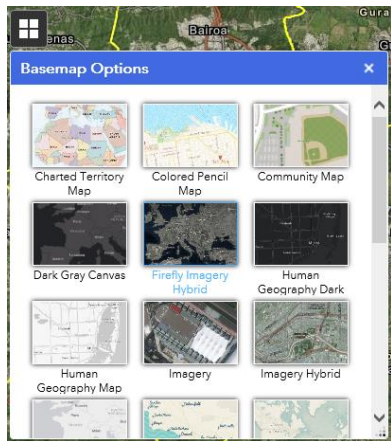 Gura
enas
Bairoa
Basemap Options ×
Charted Territory Map
Colored Pencil Map
Community Map
Dark Gray Canvas
Firefly Imagery Hybrid
Human Geography Dark
Human Geography Map
Imagery
Imagery Hybrid